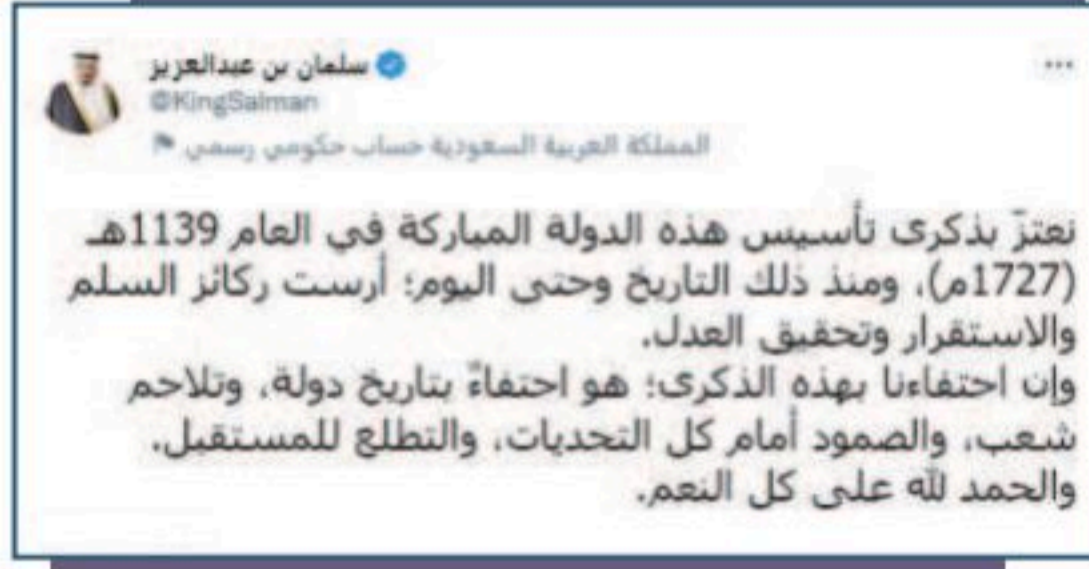 سلمان بن عبدالعزيز
@KingSalman
المملكة العربية السعودية حساب حكومي رسمي
نعتزّ بذكرى تأسيس هذه الدولة المباركة في العام 1139هـ
(1727م)، ومنذ ذلك التاريخ وحتى اليوم؛ أرست ركائز السلم
والاستقرار وتحقيق العدل.
وإن احتفاءنا بهذه الذكرى؛ هو احتفاءً بتاريخ دولة، وتلاحم
شعب، والصمود أمام كل التحديات، والتطلع للمستقبل.
والحمد لله على كل النعم.